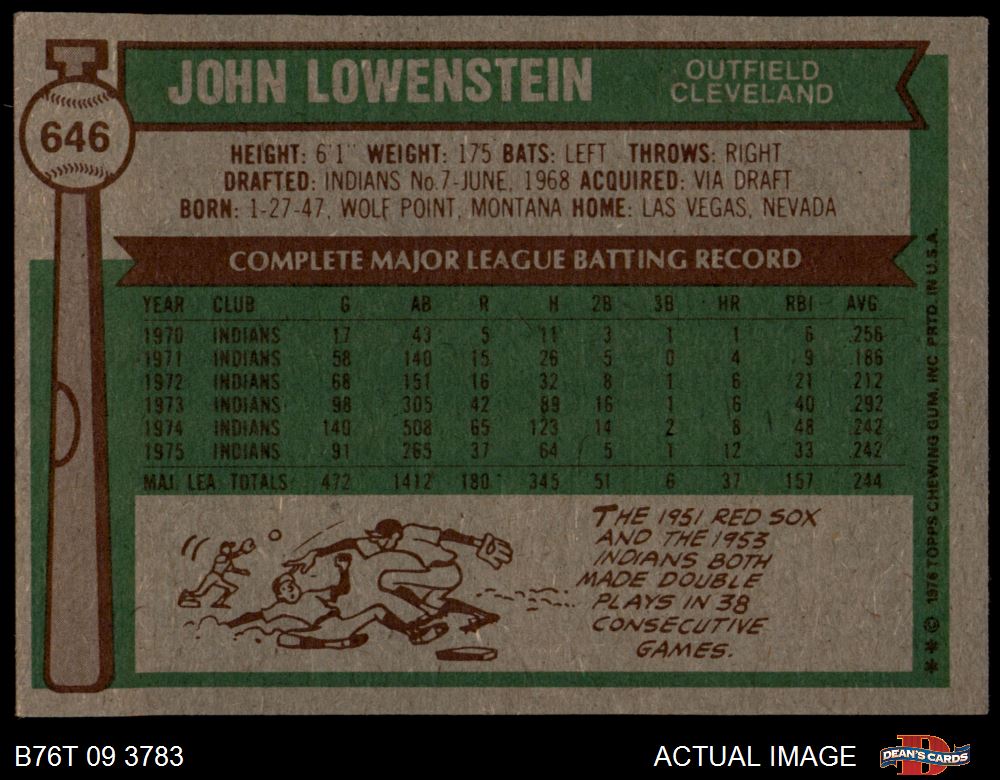 646
JOHN LOWENSTEIN
OUTFIELD
CLEVELAND
HEIGHT: 6'1" WEIGHT: 175 BATS: LEFT THROWS: RIGHT
DRAFTED: INDIANS No.7-JUNE, 1968 ACQUIRED: VIA DRAFT
BORN: 1-27-47, WOLF POINT, MONTANA HOME: LAS VEGAS, NEVADA
COMPLETE MAJOR LEAGUE BATTING RECORD
YEAR CLUB G AB R H 2B 3B HR RBI AVG.
1970 INDIANS 17 43 5 11 3 1 1 6 .256
1971 INDIANS 58 140 15 26 5 0 4 9 .186
1972 INDIANS 68 151 16 32 8 1 6 21 .212
1973 INDIANS 98 305 42 89 16 1 6 40 .292
1974 INDIANS 140 508 65 123 14 2 8 48 .242
1975 INDIANS 91 265 37 64 5 1 12 33 .242
MAJ. LEA. TOTALS 472 1412 180 345 51 6 37 157 .244
THE 1951 RED SOX
AND THE 1953
INDIANS BOTH
MADE DOUBLE
PLAYS IN 38
CONSECUTIVE
GAMES.
** © 1976 TOPPS CHEWING GUM, INC. PRTD. IN U.S.A.
B76T 09 3783
ACTUAL IMAGE
D
DEAN'S CARDS